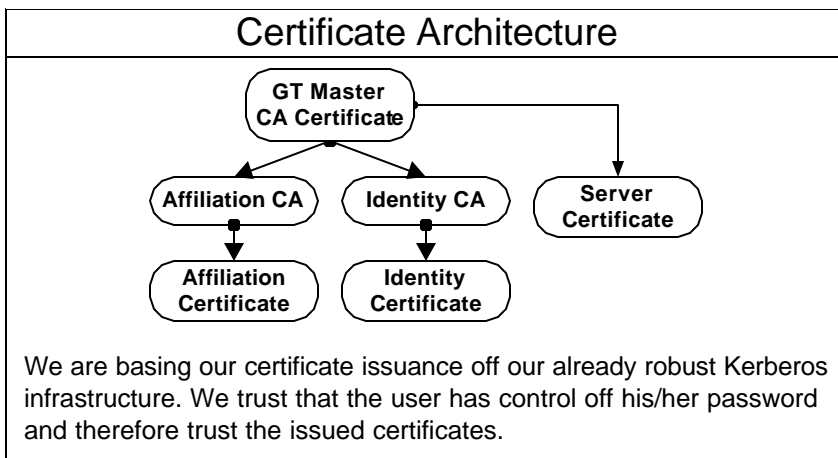 Certificate Architecture
GT Master
CA Certificate
Affiliation CA
Identity CA
Server
Certificate
Affiliation
Certificate
Identity
Certificate
We are basing our certificate issuance off our already robust Kerberos
infrastructure. We trust that the user has control off his/her password
and therefore trust the issued certificates.